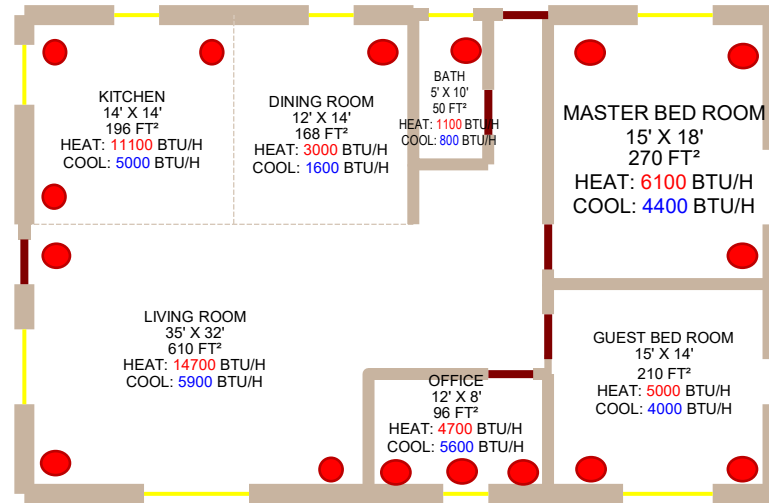 KITCHEN
14' X 14'
196 FT²
HEAT: 11100 BTU/H
COOL: 5000 BTU/H
DINING ROOM
12' X 14'
168 FT²
HEAT: 3000 BTU/H
COOL: 1600 BTU/H
BATH
5' X 10'
50 FT²
HEAT: 1100 BTU/H
COOL: 800 BTU/H
MASTER BED ROOM
15' X 18'
270 FT²
HEAT: 6100 BTU/H
COOL: 4400 BTU/H
LIVING ROOM
35' X 32'
610 FT²
HEAT: 14700 BTU/H
COOL: 5900 BTU/H
OFFICE
12' X 8'
96 FT²
HEAT: 4700 BTU/H
COOL: 5600 BTU/H
GUEST BED ROOM
15' X 14'
210 FT²
HEAT: 5000 BTU/H
COOL: 4000 BTU/H